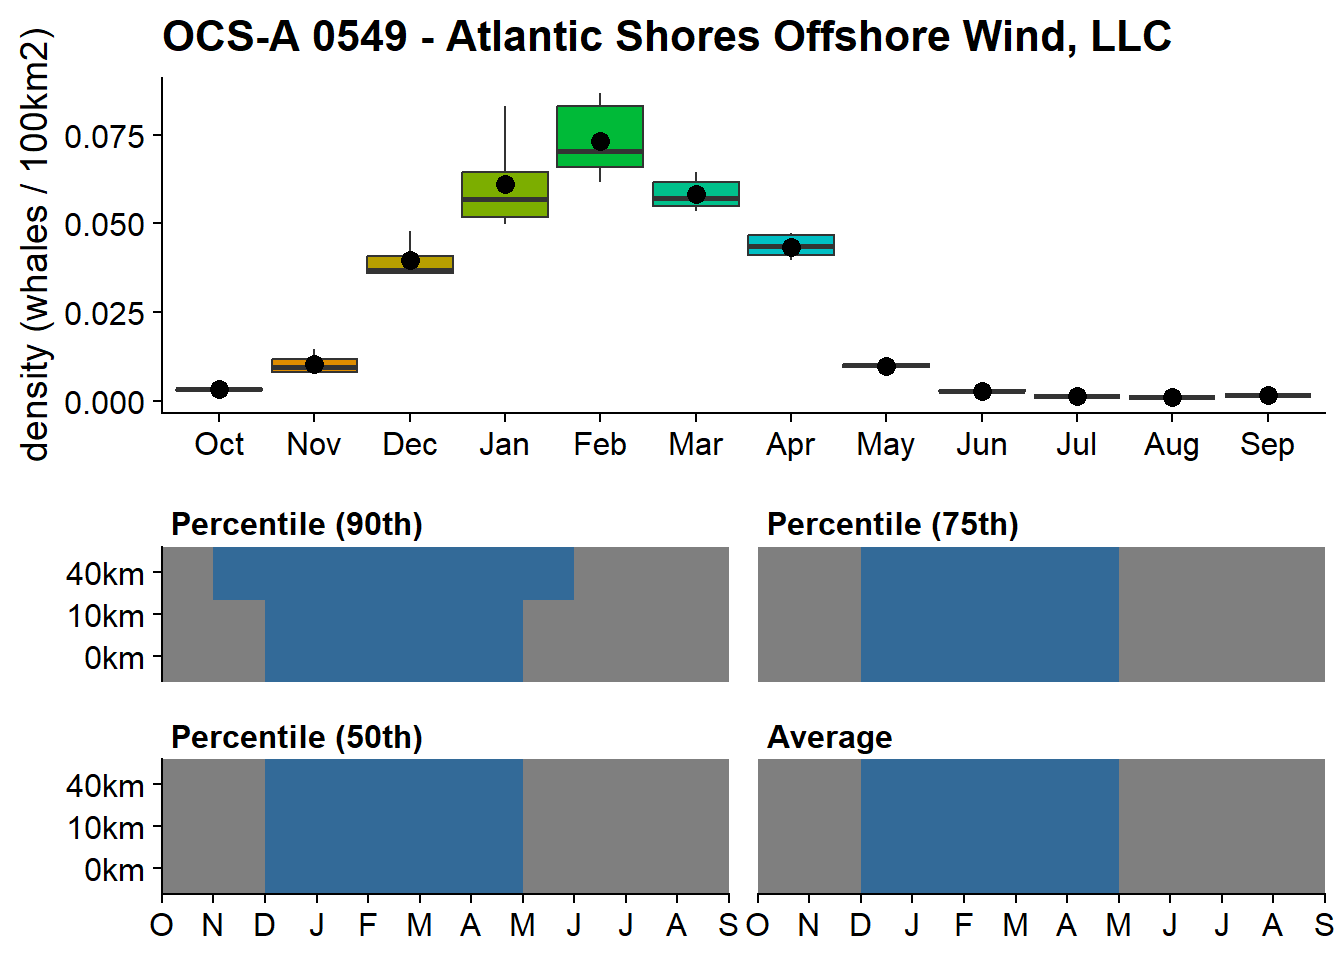 OCS-A 0549 - Atlantic Shores Offshore Wind, LLC
density (whales / 100km2)
0.075
0.050
0.025
0.000
Oct Nov Dec Jan Feb Mar Apr May Jun Jul Aug Sep
Percentile (90th) Percentile (75th)
40km
10km
0km
Percentile (50th) Average
40km
10km
0km
O N D J F M A M J J A S O N D J F M A M J J A S